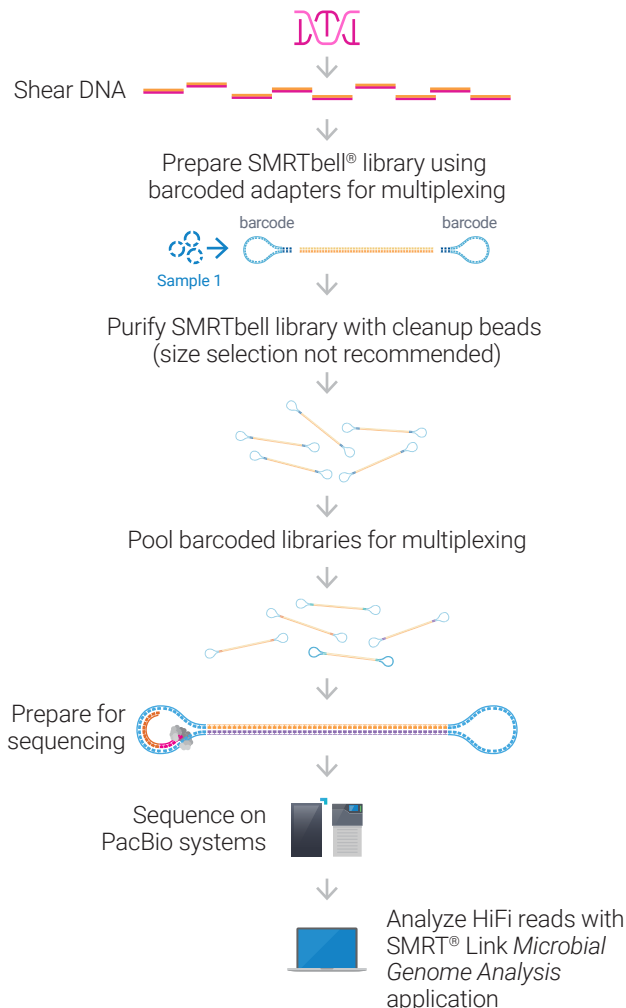 Shear DNA
Prepare SMRTbell® library using
barcoded adapters for multiplexing
barcode
barcode
Sample 1
Purify SMRTbell library with cleanup beads
(size selection not recommended)
Pool barcoded libraries for multiplexing
Prepare for
sequencing
Sequence on
PacBio systems
Analyze HiFi reads with
SMRT® Link Microbial
Genome Analysis
application